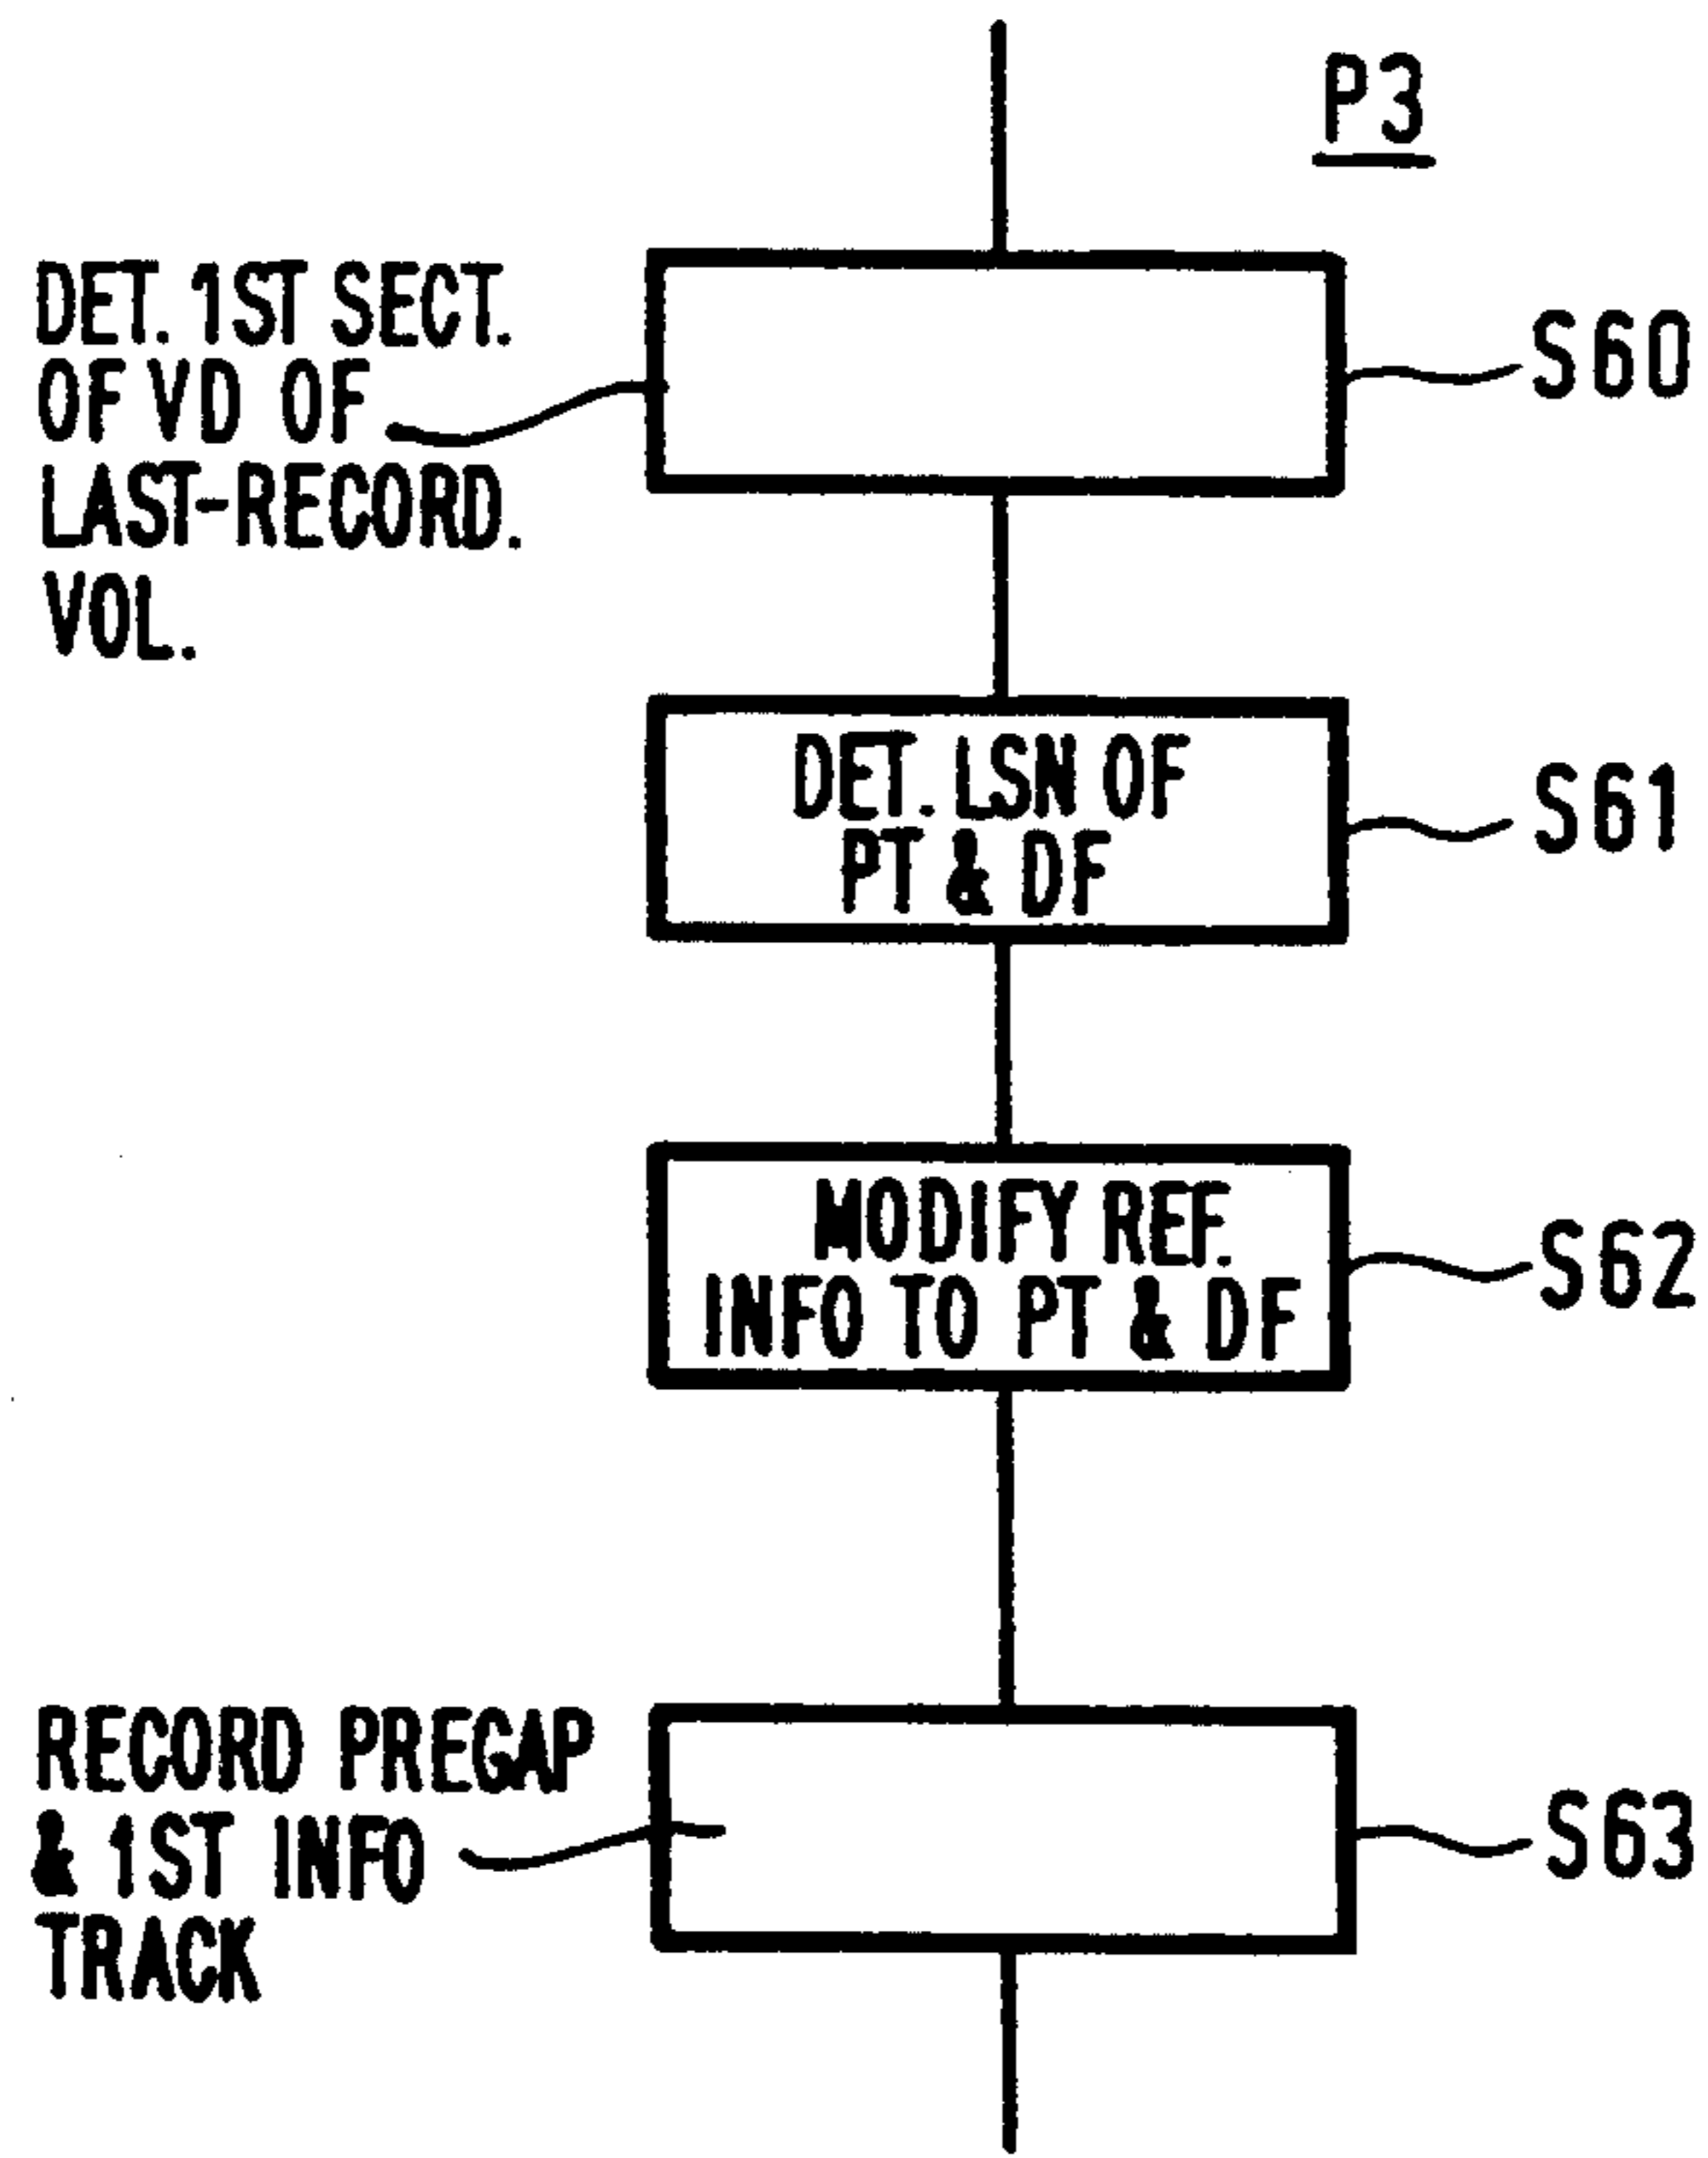 P3
DET. 1ST SECT.
OF VD OF
LAST-RECORD.
VOL.
S60
DET. LSN OF
PT & DF
S61
MODIFY REF.
INFO TO PT & DF
S62
RECORD PREGAP
& 1ST INFO
TRACK
S63